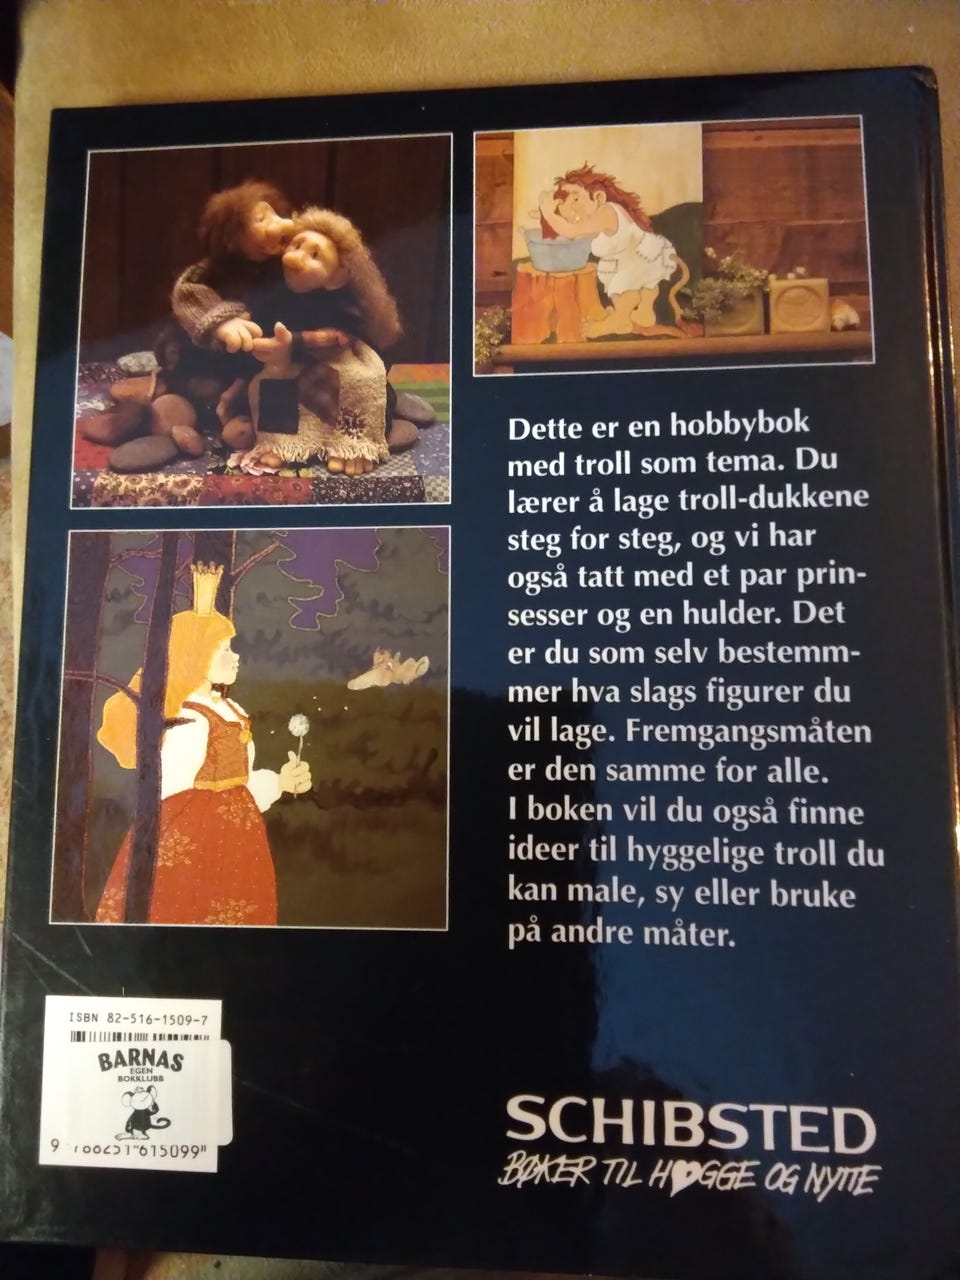 Dette er en hobbybok
med troll som tema. Du
lærer å lage troll-dukkene
steg for steg, og vi har
også tatt med et par prin-
sesser og en hulder. Det
er du som selv bestemm-
mer hva slags figurer du
vil lage. Fremgangsmåten
er den samme for alle.
I boken vil du også finne
ideer til hyggelige troll du
kan male, sy eller bruke
på andre måter.
ISBN 82-516-1509-7
BARNAS
EGEN
BOKKLUBB
615099
SCHIBSTED
BØKER TIL HYGGE OG NYTTE